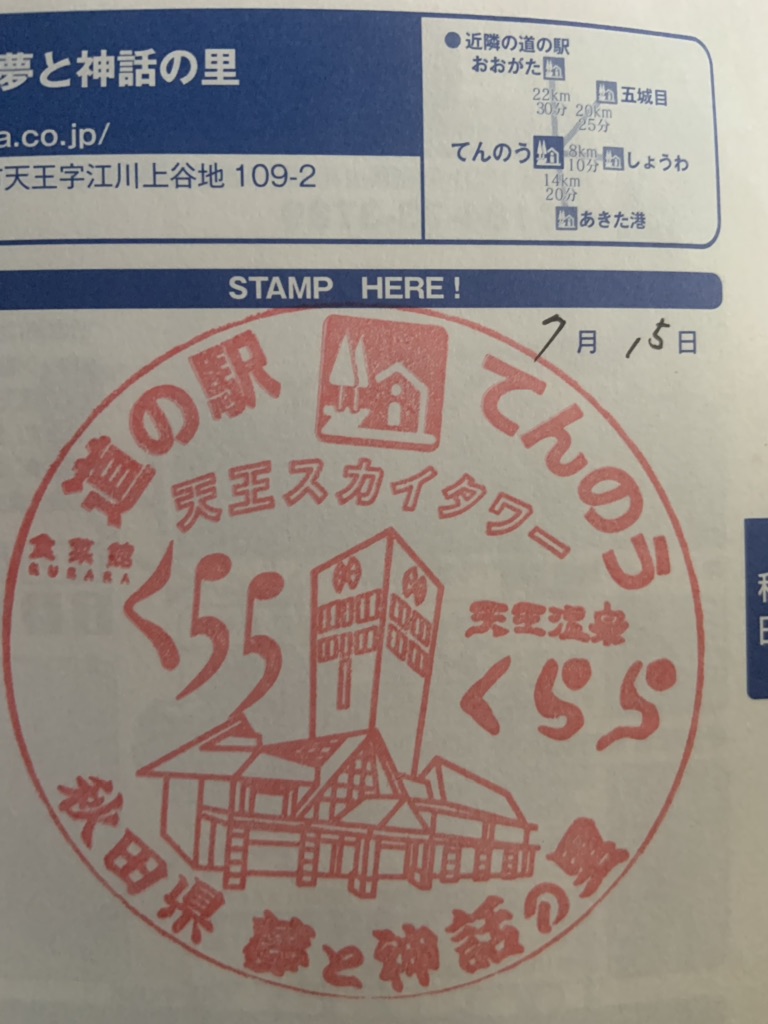 夢と神話の里
a.co.jp/
天王字江川上谷地 109-2
●近隣の道の駅
おおがた
22km
30分
五城目
20km
25分
てんのう
8km
10分
しょうわ
14km
20分
あきた港
STAMP HERE!
7月 15日
道の駅 てんのう
天王スカイタワー
食菜館
KURARA
くらら
天王温泉
くらら
秋田県 夢と神話の里